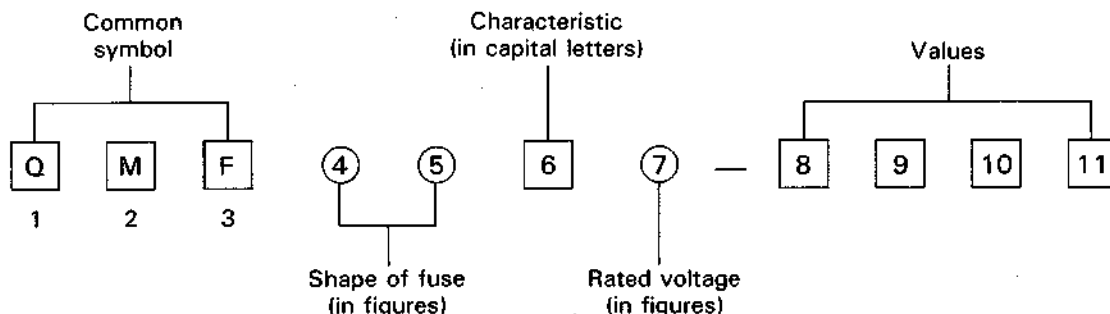 Common
symbol
Characteristic
(in capital letters)
Values
Q M F 4 5 6 7 — 8 9 10 11
1 2 3
Shape of fuse
(in figures)
Rated voltage
(in figures)